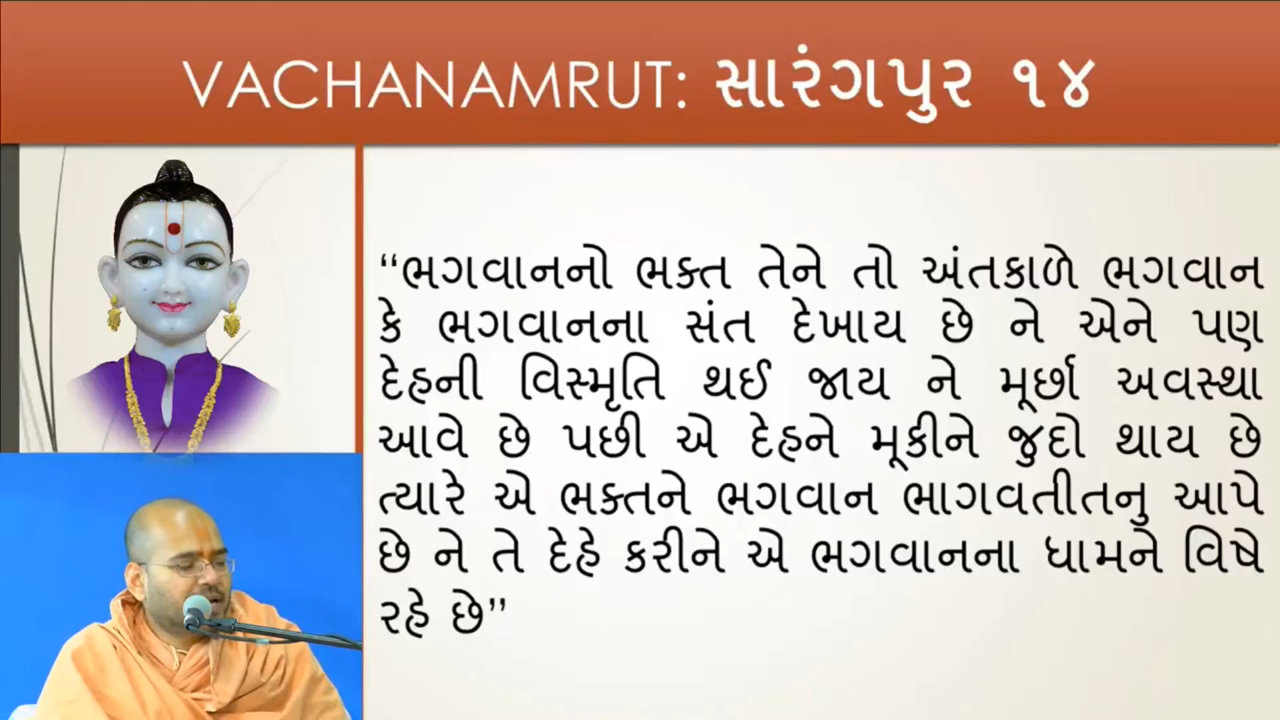 VACHANAMRUT: સારંગપુર ૧૪
“ભગવાનનો ભક્ત તેને તો અંતકાળે ભગવાન
કે ભગવાનના સંત દેખાય છે ને એને પણ
દેહની વિસ્મૃતિ થઈ જાય ને મૂર્છા અવસ્થા
આવે છે પછી એ દેહને મૂકીને જુદો થાય છે
ત્યારે એ ભક્તને ભગવાન ભાગવતીતનુ આપે
છે ને તે દેહે કરીને એ ભગવાનના ધામને વિષે
રહે છે”